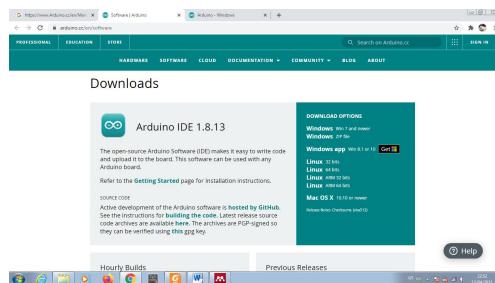 https://www.Arduino.cc/en/Main
Software | Arduino
Arduino - Windows
arduino.cc/en/software
PROFESSIONAL EDUCATION STORE
Search on Arduino.cc
SIGN IN
HARDWARE SOFTWARE CLOUD DOCUMENTATION COMMUNITY BLOG ABOUT
Downloads
Arduino IDE 1.8.13
The open-source Arduino Software (IDE) makes it easy to write code
and upload it to the board. This software can be used with any
Arduino board.
Refer to the Getting Started page for Installation instructions.
SOURCE CODE
Active development of the Arduino software is hosted by GitHub.
See the instructions for building the code. Latest release source
code archives are available here. The archives are PGP-signed so
they can be verified using this gpg key.
DOWNLOAD OPTIONS
Windows Win 7 and newer
Windows ZIP file
Windows app Win 8.1 or 10 Get
Linux 32 bits
Linux 64 bits
Linux ARM 32 bits
Linux ARM 64 bits
Mac OS X 10.10 or newer
Release Notes Checksums (sha512)
Help
Hourly Builds
Previous Releases